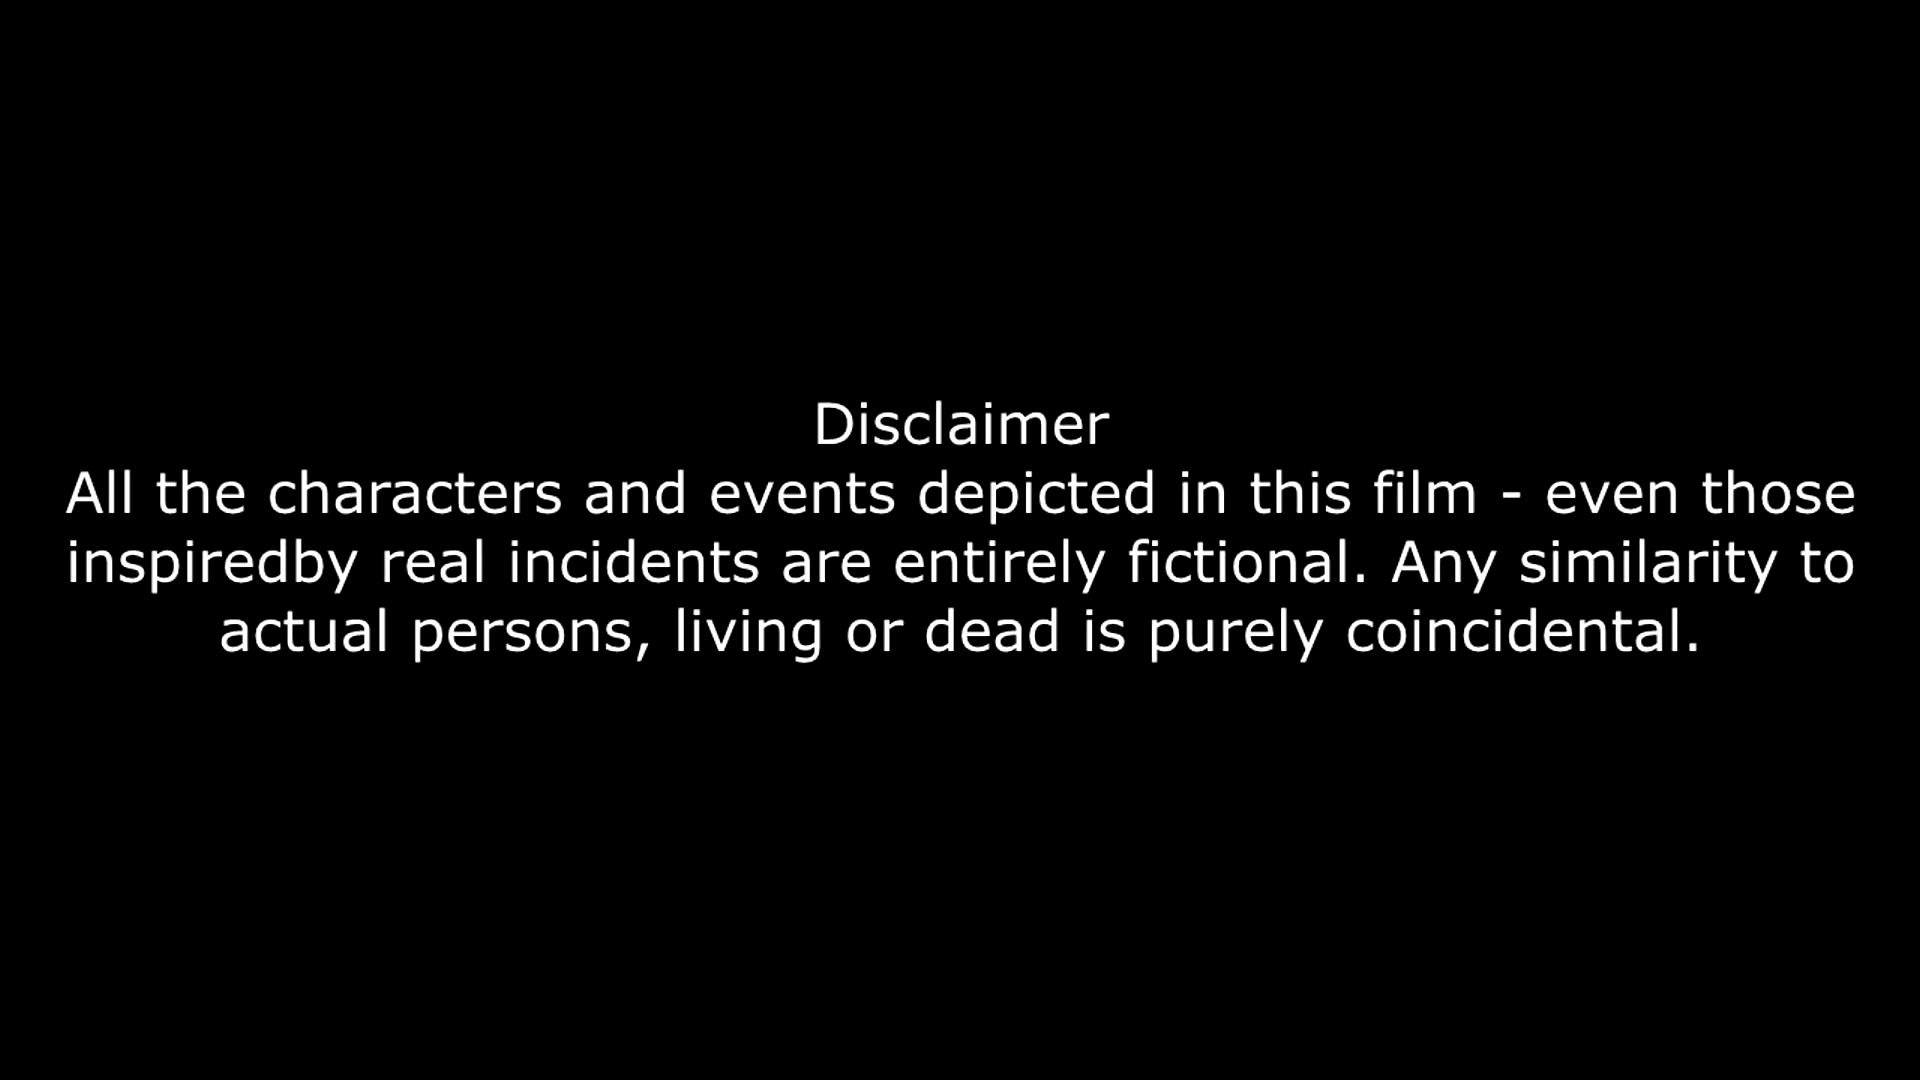 Disclaimer
All the characters and events depicted in this film - even those
inspiredby real incidents are entirely fictional. Any similarity to
actual persons, living or dead is purely coincidental.